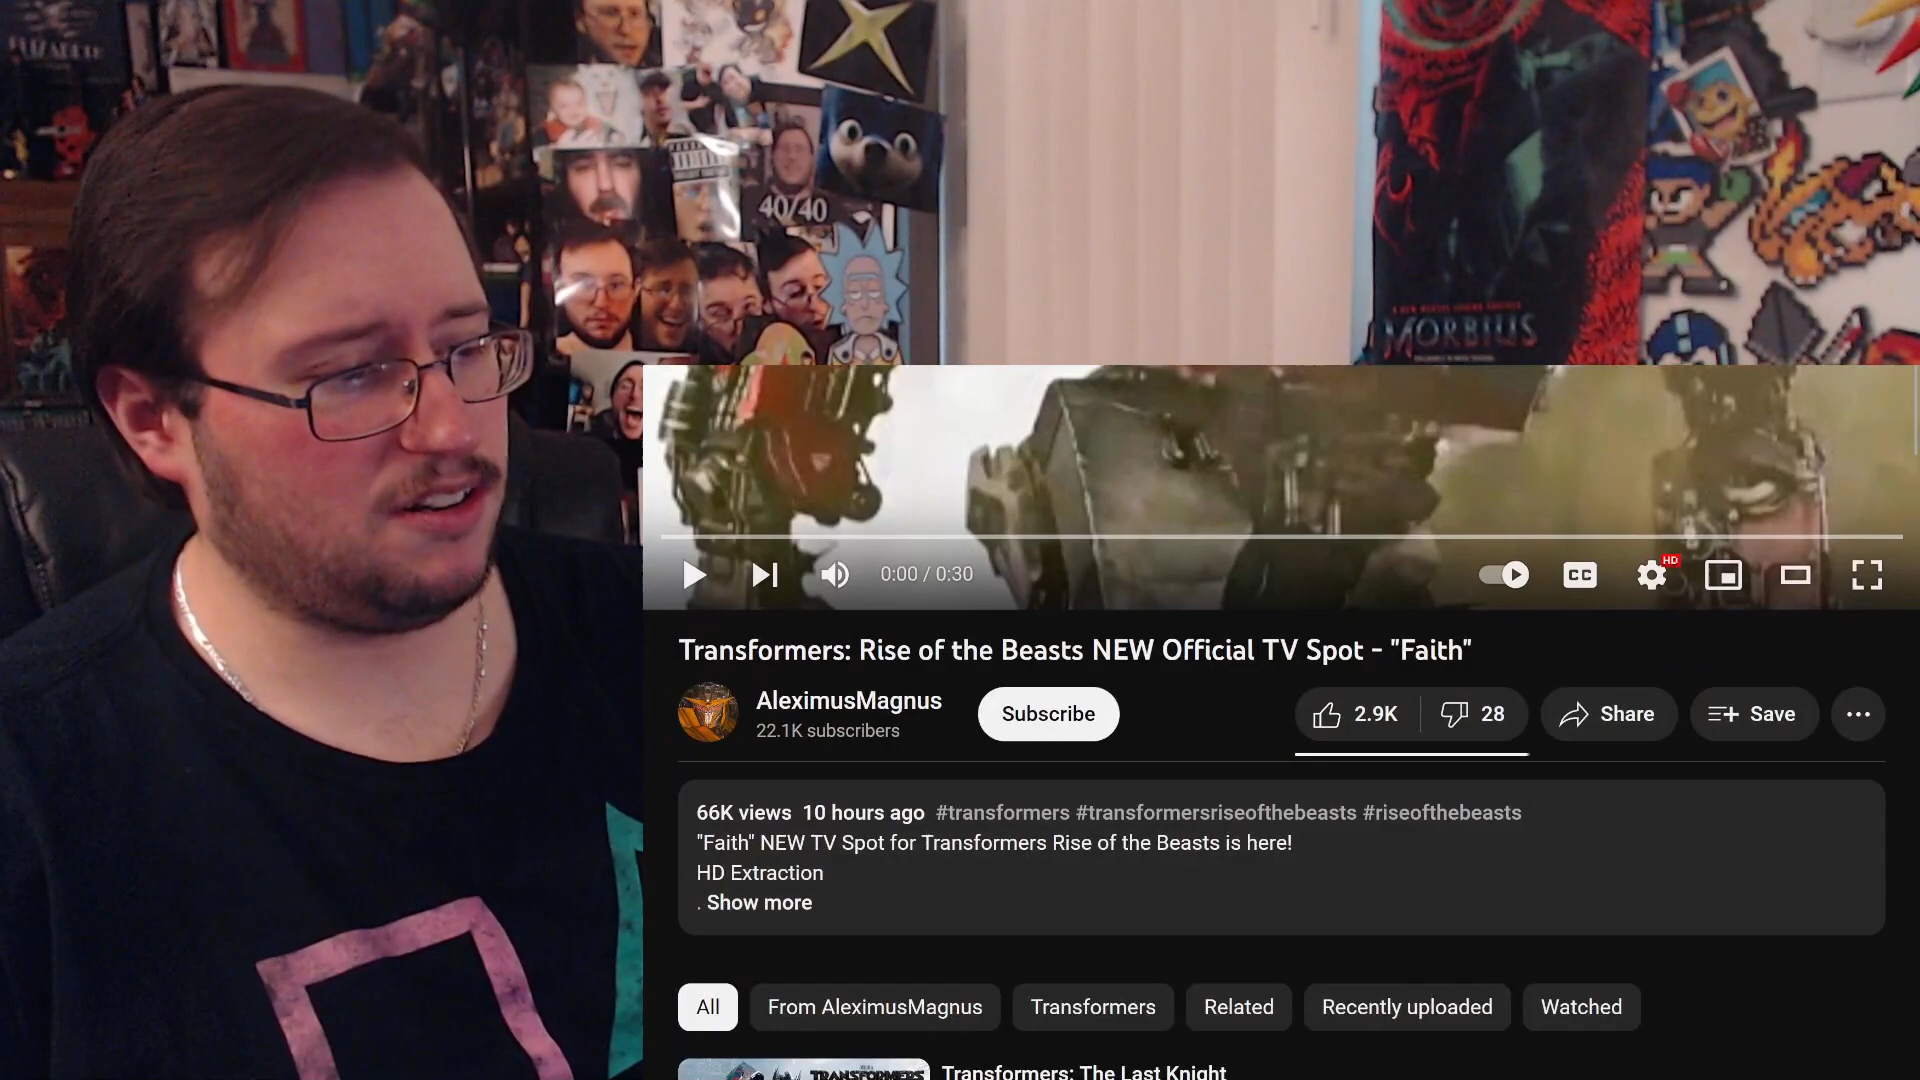 40/40
MORBIUS
HD
CC
0:00 / 0:30
Transformers: Rise of the Beasts NEW Official TV Spot - "Faith"
AleximusMagnus
22.1K subscribers
Subscribe
2.9K
28
Share
Save
66K views 10 hours ago #transformers #transformersriseofthebeasts #riseofthebeasts
"Faith" NEW TV Spot for Transformers Rise of the Beasts is here!
HD Extraction
. Show more
All
From AleximusMagnus
Transformers
Related
Recently uploaded
Watched
TRANSFORMERS
Transformers: The Last Knight